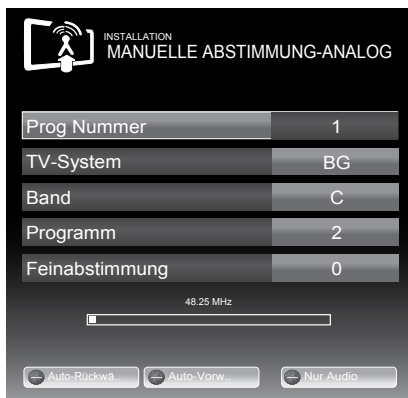 INSTALLATION
MANUELLE ABSTIMMUNG-ANALOG
Prog Nummer 1
TV-System BG
Band C
Programm 2
Feinabstimmung 0
48.25 MHz
Auto-Rückwä.. Auto-Vorw.. Nur Audio